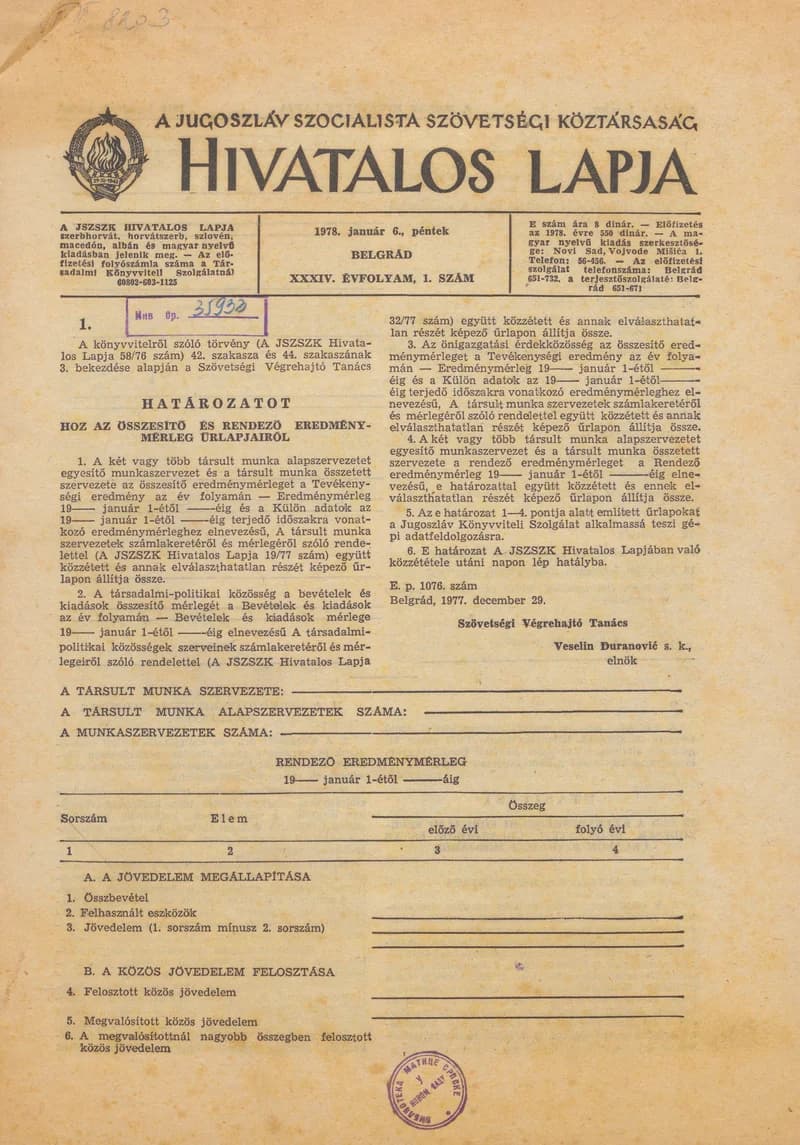 8203
A JUGOSZLÁV SZOCIALISTA SZÖVETSÉGI KÖZTÁRSASÁG
HIVATALOS LAPJA
A JSZSZK HIVATALOS LAPJA
szerbhorvát, horvátszerb, szlovén,
macedón, albán és magyar nyelvű
kiadásban jelenik meg. — Az elő-
fizetési folyószámla száma a Tár-
sadalmi Könyvviteli Szolgálatnál
60802-603-1125
1978. január 6., péntek
BELGRÁD
XXXIV. ÉVFOLYAM, 1. SZÁM
E szám ára 8 dinár. — Előfizetés
az 1978. évre 550 dinár. — A ma-
gyar nyelvű kiadás szerkesztősé-
ge: Novi Sad, Vojvode Mišića 1.
Telefon: 56-036. — Az előfizetési
szolgálat telefonszáma: Belgrád
651-732, a terjesztőszolgálaté: Belg-
rád 651-671
Инв бр. 35938
1.
A könyvvitelről szóló törvény (A JSZSZK Hivata-
los Lapja 58/76 szám) 42. szakasza és 44. szakaszának
3. bekezdése alapján a Szövetségi Végrehajtó Tanács
HATÁROZATOT
HOZ AZ ÖSSZESÍTŐ ÉS RENDEZŐ EREDMÉNY-
MÉRLEG ŰRLAPJAIRÓL
1. A két vagy több társult munka alapszervezetet
egyesítő munkaszervezet és a társult munka összetett
szervezete az összesítő eredménymérleget a Tevékeny-
ségi eredmény az év folyamán — Eredménymérleg
19— január 1-étől ——éig és a Külön adatok az
19— január 1-étől ——éig terjedő időszakra vonat-
kozó eredménymérleghez elnevezésű, A társult munka
szervezetek számlakeretéről és mérlegéről szóló rende-
lettel (A JSZSZK Hivatalos Lapja 19/77 szám) együtt
közzétett és annak elválaszthatatlan részét képező űr-
lapon állítja össze.
2. A társadalmi-politikai közösség a bevételek és
kiadások összesítő mérlegét a Bevételek és kiadások
az év folyamán — Bevételek és kiadások mérlege
19— január 1-étől ——éig elnevezésű A társadalmi-
politikai közösségek szerveinek számlakeretéről és mér-
legeiről szóló rendelettel (A JSZSZK Hivatalos Lapja
32/77 szám) együtt közzétett és annak elválaszthatat-
lan részét képező űrlapon állítja össze.
3. Az önigazgatási érdekközösség az összesítő ered-
ménymérleget a Tevékenységi eredmény az év folya-
mán — Eredménymérleg 19— január 1-étől ———
éig és a Külön adatok az 19— január 1-étől———
éig terjedő időszakra vonatkozó eredménymérleghez el-
nevezésű, A társult munka szervezetek számlakeretéről
és mérlegéről szóló rendelettel együtt közzétett és annak
elválaszthatatlan részét képező űrlapon állítja össze.
4. A két vagy több társult munka alapszervezetet
egyesítő munkaszervezet és a társult munka összetett
szervezete a rendező eredménymérleget a Rendező
eredménymérleg 19— január 1-étől ——éig elne-
vezésű, e határozattal együtt közzétett és ennek el-
választhatatlan részét képező űrlapon állítja össze.
5. Az e határozat 1—4. pontja alatt említett űrlapokat
a Jugoszláv Könyviteli Szolgálat alkalmassá teszi gé-
pi adatfeldolgozásra.
6. E határozat A JSZSZK Hivatalos Lapjában való
közzététele utáni napon lép hatályba.
E. p. 1076. szám
Belgrád, 1977. december 29.
Szövetségi Végrehajtó Tanács
Veselin Đuranović s. k.,
elnök
A TÁRSULT MUNKA SZERVEZETE:
A TÁRSULT MUNKA ALAPSZERVEZETEK SZÁMA:
A MUNKASZERVEZETEK SZÁMA:
RENDEZŐ EREDMÉNYMÉRLEG
19— január 1-étől ———áig
Sorszám Elem Összeg
előző évi folyó évi
1 2 3 4
A. A JÖVEDELEM MEGÁLLAPÍTÁSA
1. Összbevétel
2. Felhasznált eszközök
3. Jövedelem (1. sorszám mínusz 2. sorszám)
B. A KÖZÖS JÖVEDELEM FELOSZTÁSA
4. Felosztott közös jövedelem
5. Megvalósított közös jövedelem
6. A megvalósítottnál nagyobb összegben felosztott
közös jövedelem
БИБЛИОТЕКА МАТИЦЕ СРПСКЕ
У
НОВОМ САДУ